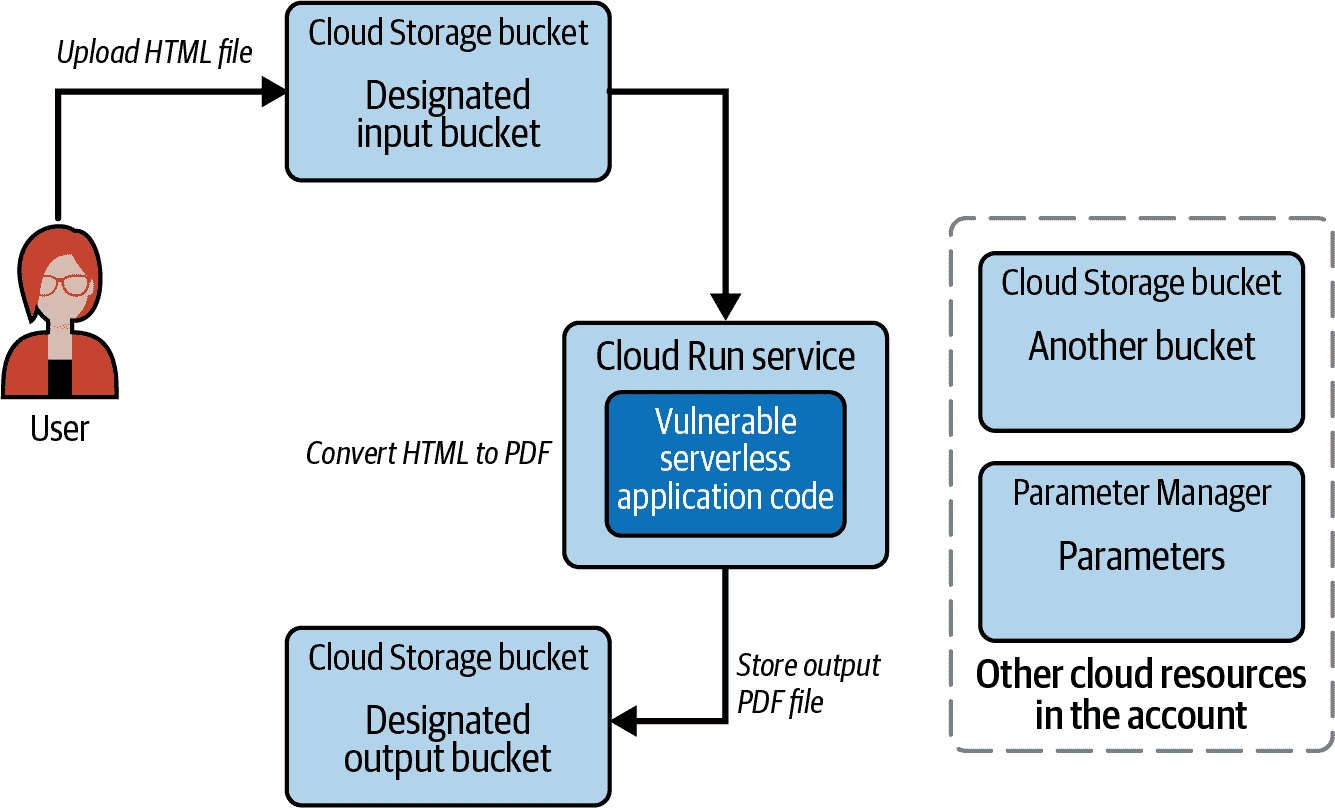 Upload HTML file
Cloud Storage bucket
Designated
input bucket
User
Convert HTML to PDF
Cloud Run service
Vulnerable
serverless
application code
Cloud Storage bucket
Designated
output bucket
Store output
PDF file
Cloud Storage bucket
Another bucket
Parameter Manager
Parameters
Other cloud resources
in the account